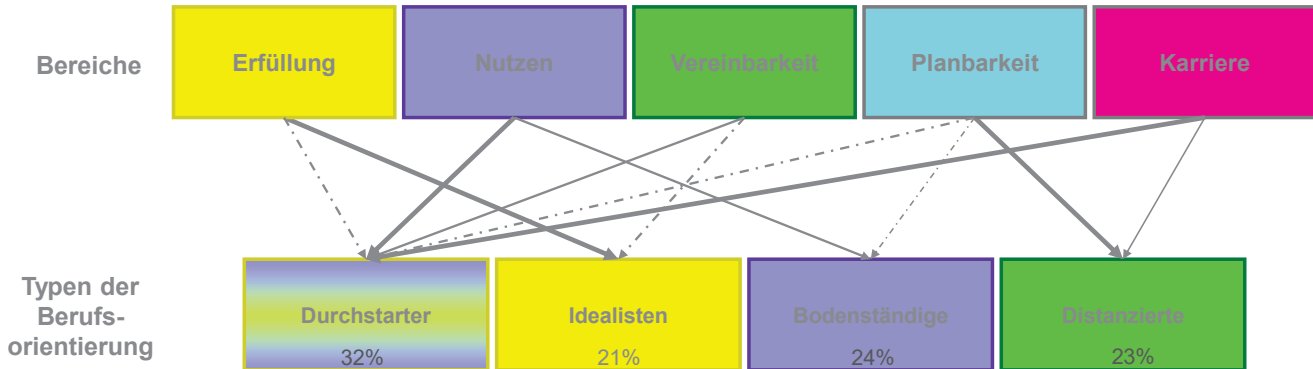 Bereiche
Erfüllung
Nutzen
Vereinbarkeit
Planbarkeit
Karriere
Typen der
Berufs-
orientierung
Durchstarter
32%
Idealisten
21%
Bodenständige
24%
Distanzierte
23%